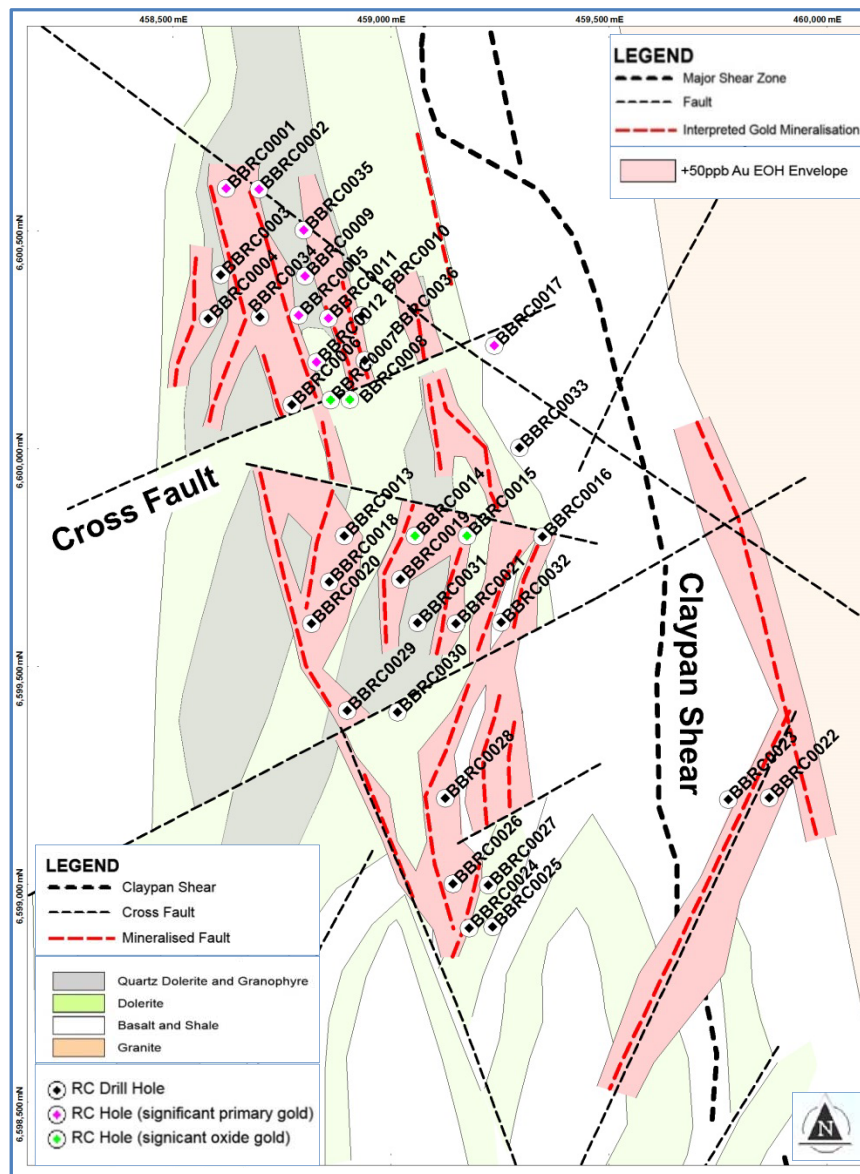 458,500 mE
459,000 mE
459,500 mE
460,000 mE
LEGEND
Major Shear Zone
Fault
Interpreted Gold Mineralisation
+50ppb Au EOH Envelope
6,600,500 mN
6,600,000 mN
6,599,500 mN
6,599,000 mN
6,598,500 mN
BBRC0001
BBRC0002
BBRC0035
BBRC0003
BBRC0009
BBRC0004
BBRC0034
BBRC0005
BBRC0011
BBRC0010
BBRC0012
BBRC0036
BBRC0017
BBRC0006
BBRC0007
BBRC0008
BBRC0033
Cross Fault
BBRC0013
BBRC0014
BBRC0015
BBRC0016
BBRC0018
BBRC0019
BBRC0020
BBRC0031
BBRC0021
BBRC0032
Claypan Shear
BBRC0029
BBRC0030
BBRC0028
BBRC0023
BBRC0022
BBRC0026
BBRC0027
BBRC0024
BBRC0025
LEGEND
Claypan Shear
Cross Fault
Mineralised Fault
Quartz Dolerite and Granophyre
Dolerite
Basalt and Shale
Granite
RC Drill Hole
RC Hole (significant primary gold)
RC Hole (signicant oxide gold)
N